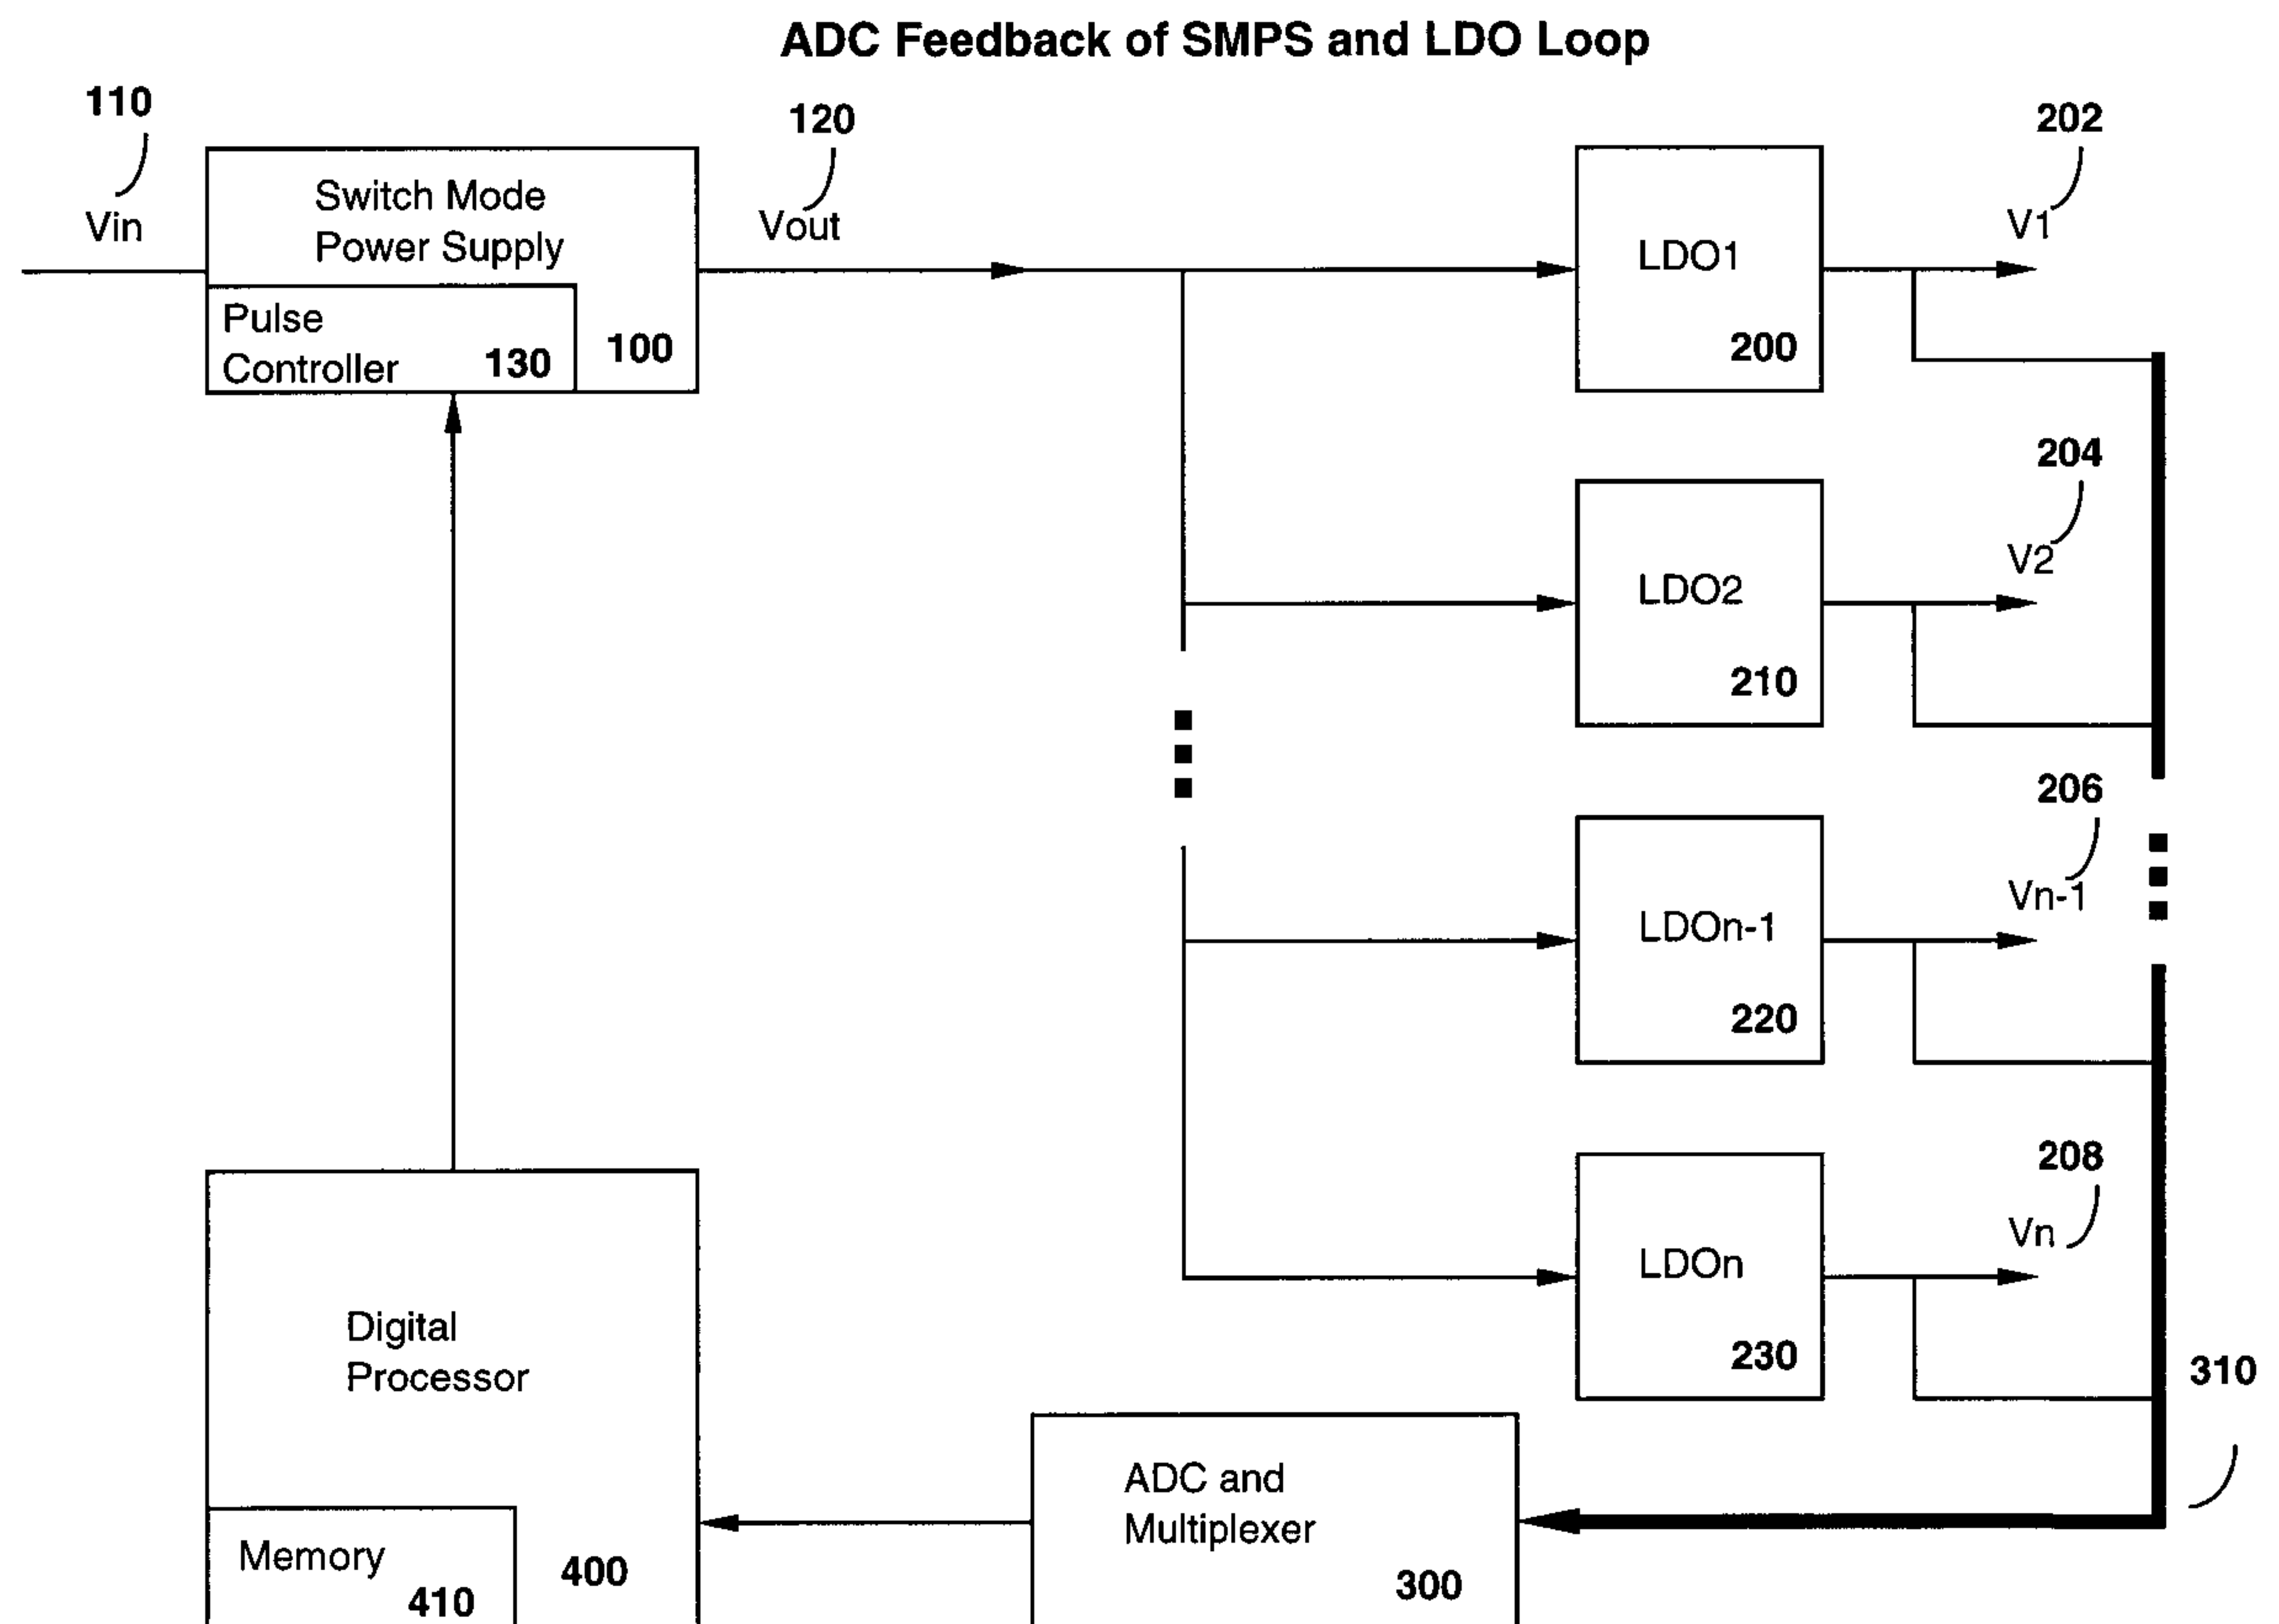 ADC Feedback of SMPS and LDO Loop
110
120
202
Vin
Switch Mode
Power Supply
Vout
V1
LDO1
Pulse
Controller
130
100
200
204
V2
LDO2
210
206
Vn-1
LDOn-1
220
208
Vn
LDOn
Digital
Processor
230
310
ADC and
Multiplexer
Memory
400
300
410